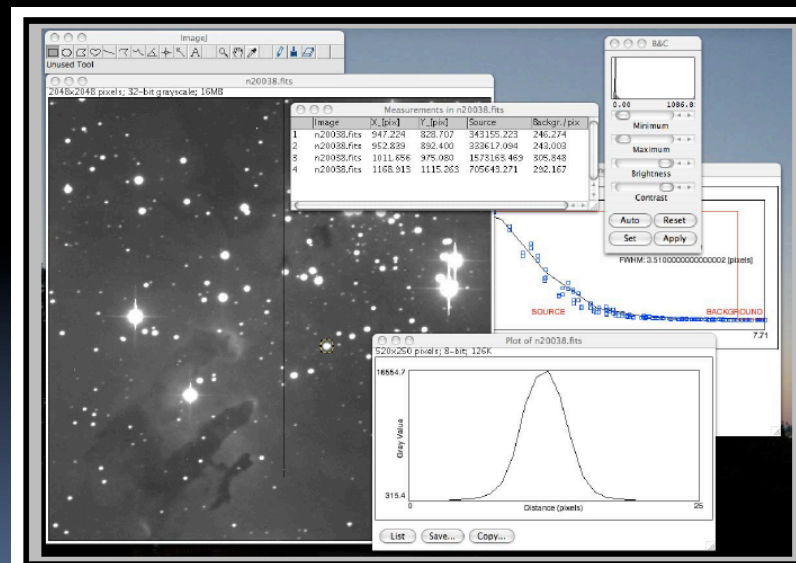 ImageJ
Unused Tool
n20038.fits
2048x2048 pixels; 32-bit grayscale; 16MB
Measurements in n20038.fits
Image X_[pix] Y_[pix] Source Backgr./pix
1 n20038.fits 947.224 828.707 343155.223 246.274
2 n20038.fits 952.839 892.400 333617.094 243.003
3 n20038.fits 1011.656 975.080 1573168.469 305.848
4 n20038.fits 1168.913 1115.263 705643.271 292.167
B&C
0.00 1086.8
Minimum
Maximum
Brightness
Contrast
Auto Reset
Set Apply
FWHM: 3.5100000000000002 [pixels]
SOURCE BACKGROUND
7.71
Plot of n20038.fits
520x250 pixels; 8-bit; 126K
16554.7
Gray Value
315.4
0 25
Distance (pixels)
List Save... Copy...